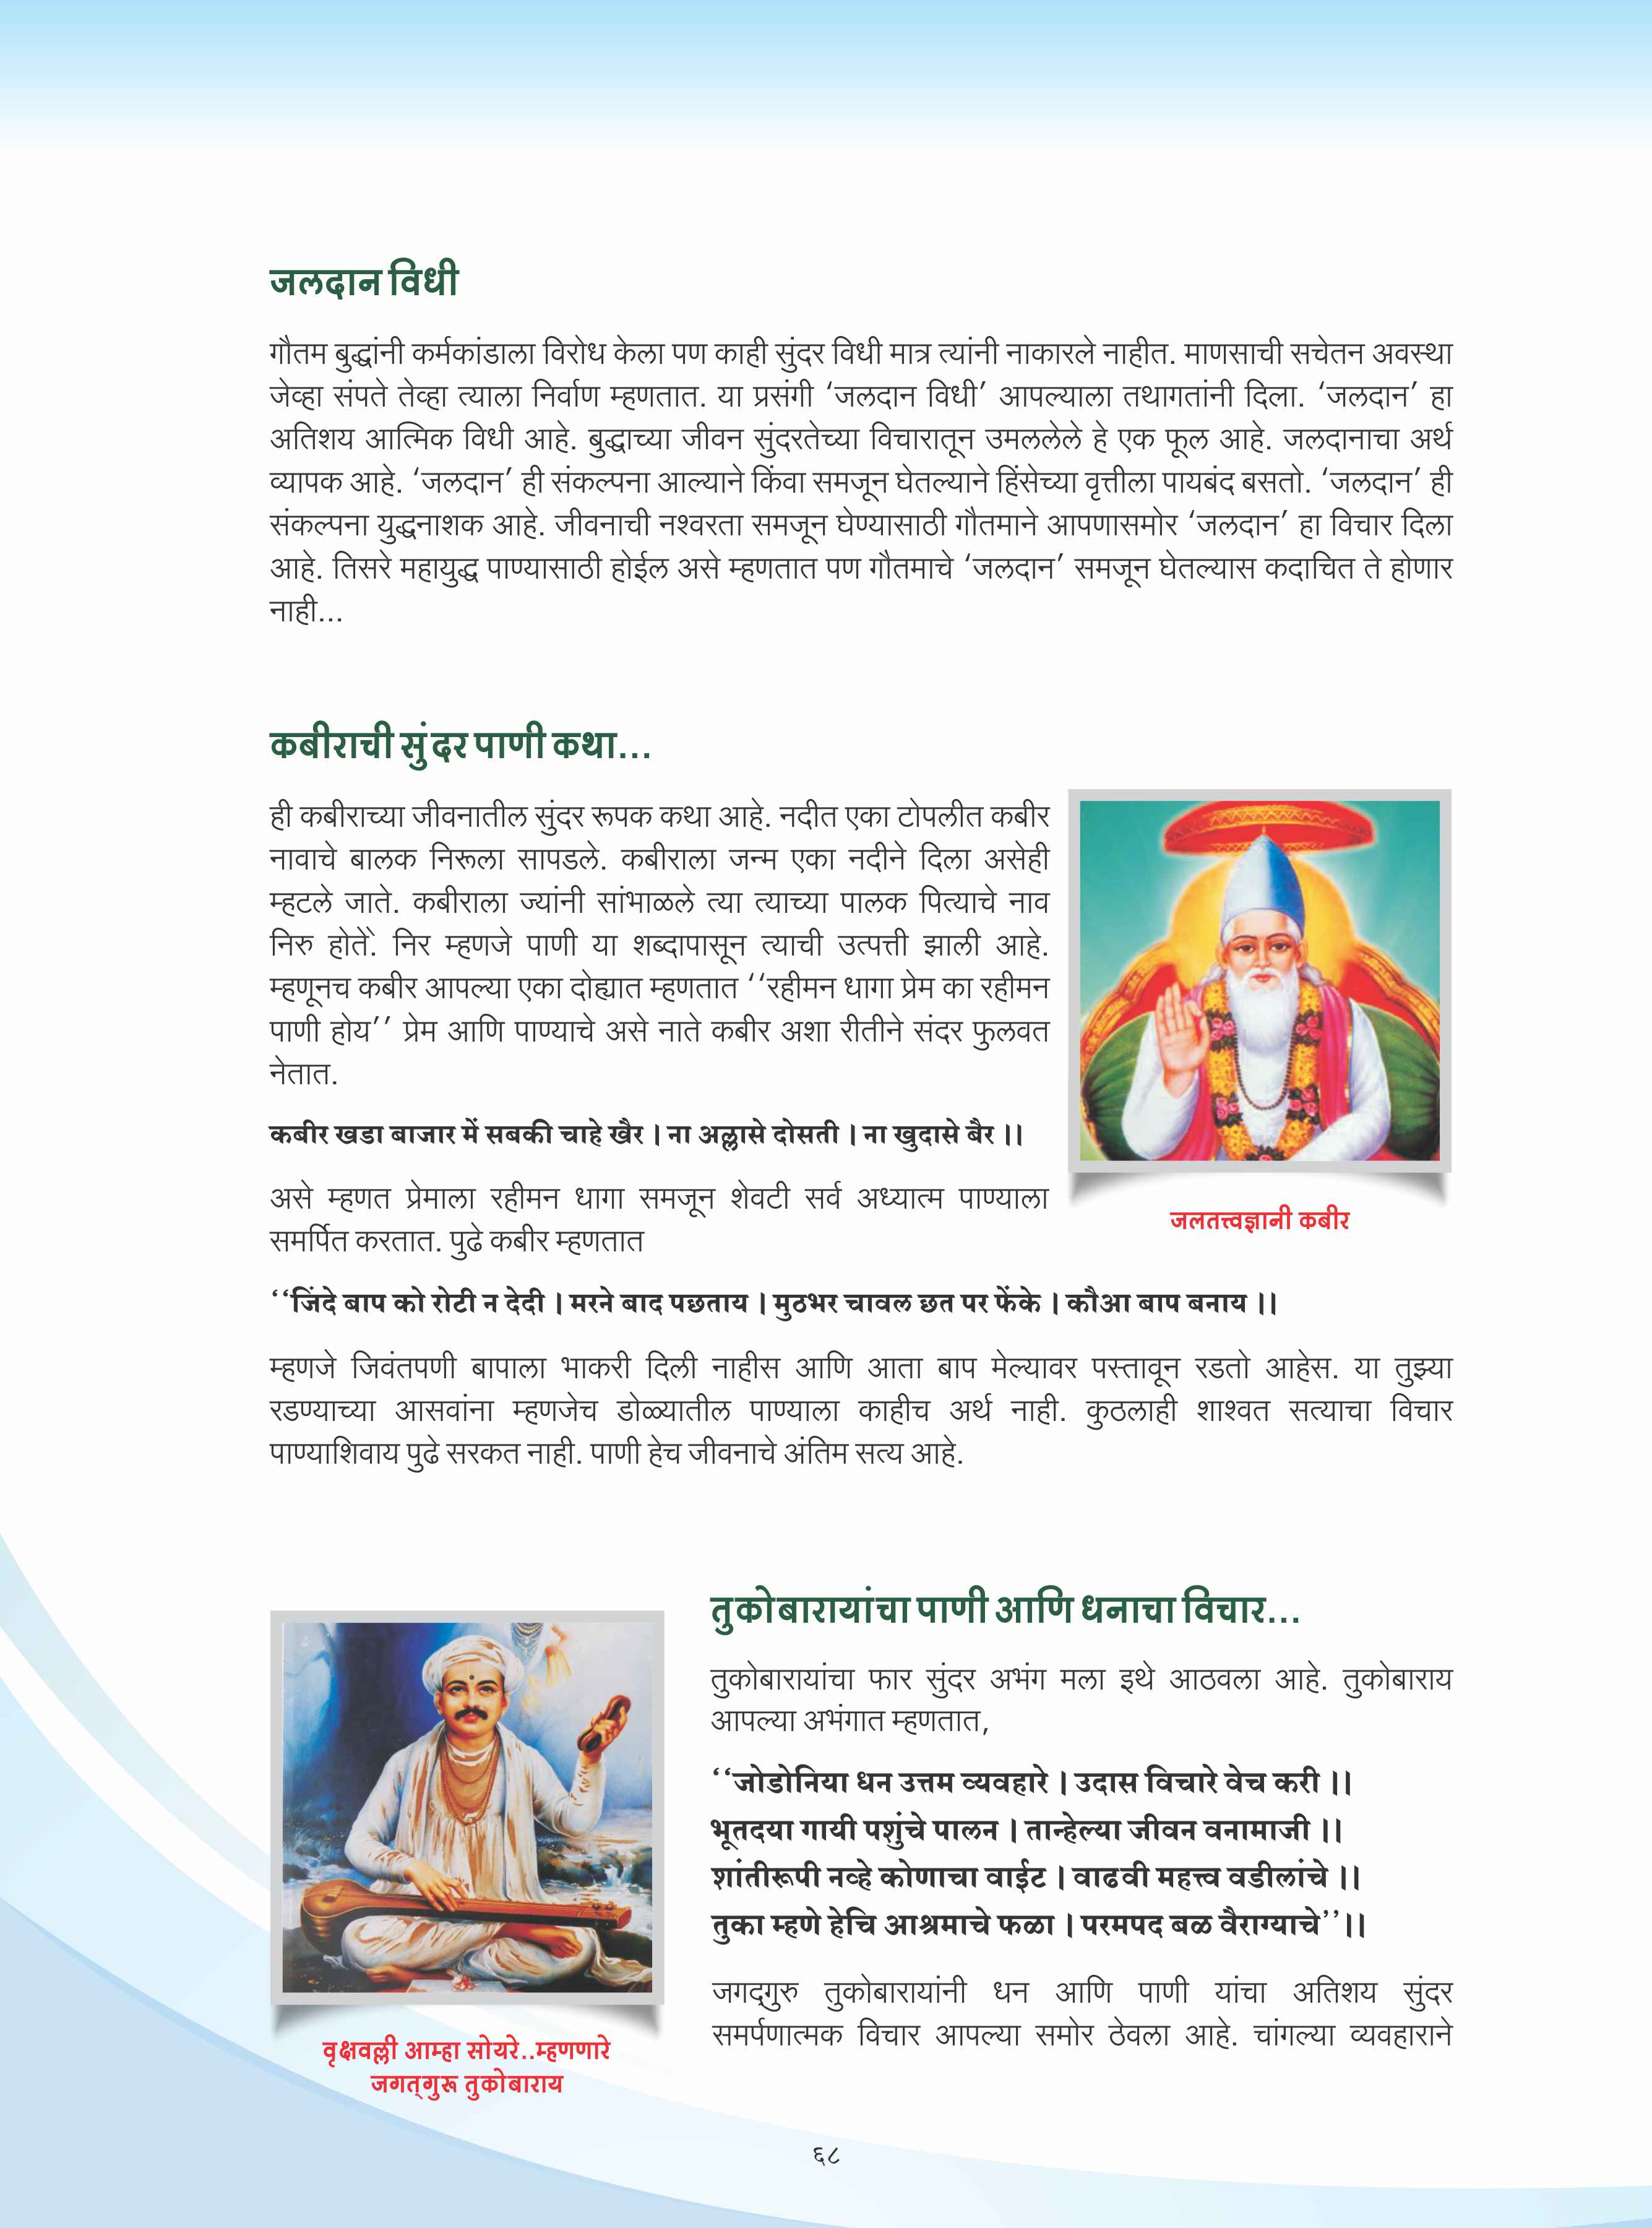 जलदान विधी
गौतम बुद्धांनी कर्मकांडाला विरोध केला पण काही सुंदर विधी मात्र त्यांनी नाकारले नाहीत. माणसाची सचेतन अवस्था
जेव्हा संपते तेव्हा त्याला निर्वाण म्हणतात. या प्रसंगी ‘जलदान विधी’ आपल्याला तथागतांनी दिला. ‘जलदान’ हा
अतिशय आत्मिक विधी आहे. बुद्धाच्या जीवन सुंदरतेच्या विचारातून उमललेले हे एक फूल आहे. जलदानाचा अर्थ
व्यापक आहे. ‘जलदान’ ही संकल्पना आल्याने किंवा समजून घेतल्याने हिंसेच्या वृत्तीला पायबंद बसतो. ‘जलदान’ ही
संकल्पना युद्धनाशक आहे. जीवनाची नश्वरता समजून घेण्यासाठी गौतमाने आपणासमोर ‘जलदान’ हा विचार दिला
आहे. तिसरे महायुद्ध पाण्यासाठी होईल असे म्हणतात पण गौतमाचे ‘जलदान’ समजून घेतल्यास कदाचित ते होणार
नाही...
कबीराची सुंदर पाणी कथा...
ही कबीराच्या जीवनातील सुंदर रूपक कथा आहे. नदीत एका टोपलीत कबीर
नावाचे बालक निरूला सापडले. कबीराला जन्म एका नदीने दिला असेही
म्हटले जाते. कबीराला ज्यांनी सांभाळले त्या त्याच्या पालक पित्याचे नाव
निरु होते. निर म्हणजे पाणी या शब्दापासून त्याची उत्पत्ती झाली आहे.
म्हणूनच कबीर आपल्या एका दोह्यात म्हणतात ‘‘रहीमन धागा प्रेम का रहीमन
पाणी होय’’ प्रेम आणि पाण्याचे असे नाते कबीर अशा रीतीने संदर फुलवत
नेतात.
कबीर खडा बाजार में सबकी चाहे खैर । ना अल्लासे दोसती । ना खुदासे बैर ।।
असे म्हणत प्रेमाला रहीमन धागा समजून शेवटी सर्व अध्यात्म पाण्याला
समर्पित करतात. पुढे कबीर म्हणतात
जलतत्त्वज्ञानी कबीर
‘‘जिंदे बाप को रोटी न देदी । मरने बाद पछताय । मुठभर चावल छत पर फेंके । कौआ बाप बनाय ।।
म्हणजे जिवंतपणी बापाला भाकरी दिली नाहीस आणि आता बाप मेल्यावर पस्तावून रडतो आहेस. या तुझ्या
रडण्याच्या आसवांना म्हणजेच डोळ्यातील पाण्याला काहीच अर्थ नाही. कुठलाही शाश्वत सत्याचा विचार
पाण्याशिवाय पुढे सरकत नाही. पाणी हेच जीवनाचे अंतिम सत्य आहे.
तुकोबारायांचा पाणी आणि धनाचा विचार...
तुकोबारायांचा फार सुंदर अभंग मला इथे आठवला आहे. तुकोबाराय
आपल्या अभंगात म्हणतात,
‘‘जोडोनिया धन उत्तम व्यवहारे । उदास विचारे वेच करी ।।
भूतदया गायी पशुंचे पालन । तान्हेल्या जीवन वनामाजी ।।
शांतीरूपी नव्हे कोणाचा वाईट । वाढवी महत्त्व वडीलांचे ।।
तुका म्हणे हेचि आश्रमाचे फळा । परमपद बळ वैराग्याचे’’।।
जगद्गुरु तुकोबारायांनी धन आणि पाणी यांचा अतिशय सुंदर
समर्पणात्मक विचार आपल्या समोर ठेवला आहे. चांगल्या व्यवहाराने
वृक्षवल्ली आम्हा सोयरे..म्हणणारे
जगत्गुरू तुकोबाराय
६८